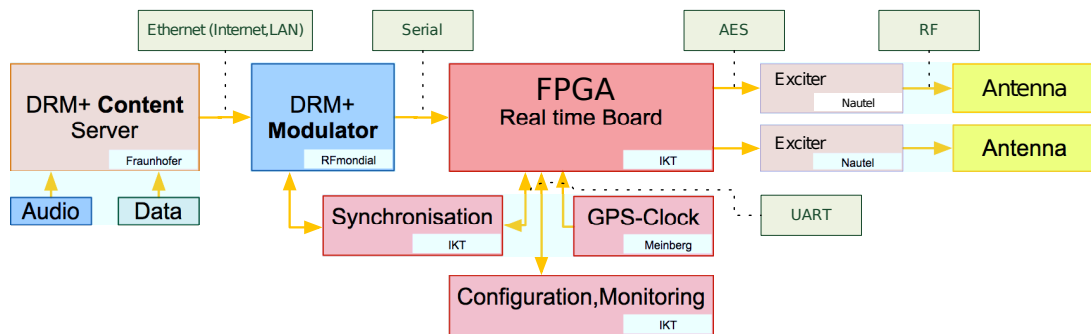 Ethernet (Internet,LAN)
Serial
AES
RF
DRM+ Content
Server
Fraunhofer
DRM+
Modulator
RFmondial
FPGA
Real time Board
IKT
Exciter
Nautel
Antenna
Exciter
Nautel
Antenna
Audio
Data
Synchronisation
IKT
GPS-Clock
Meinberg
UART
Configuration,Monitoring
IKT